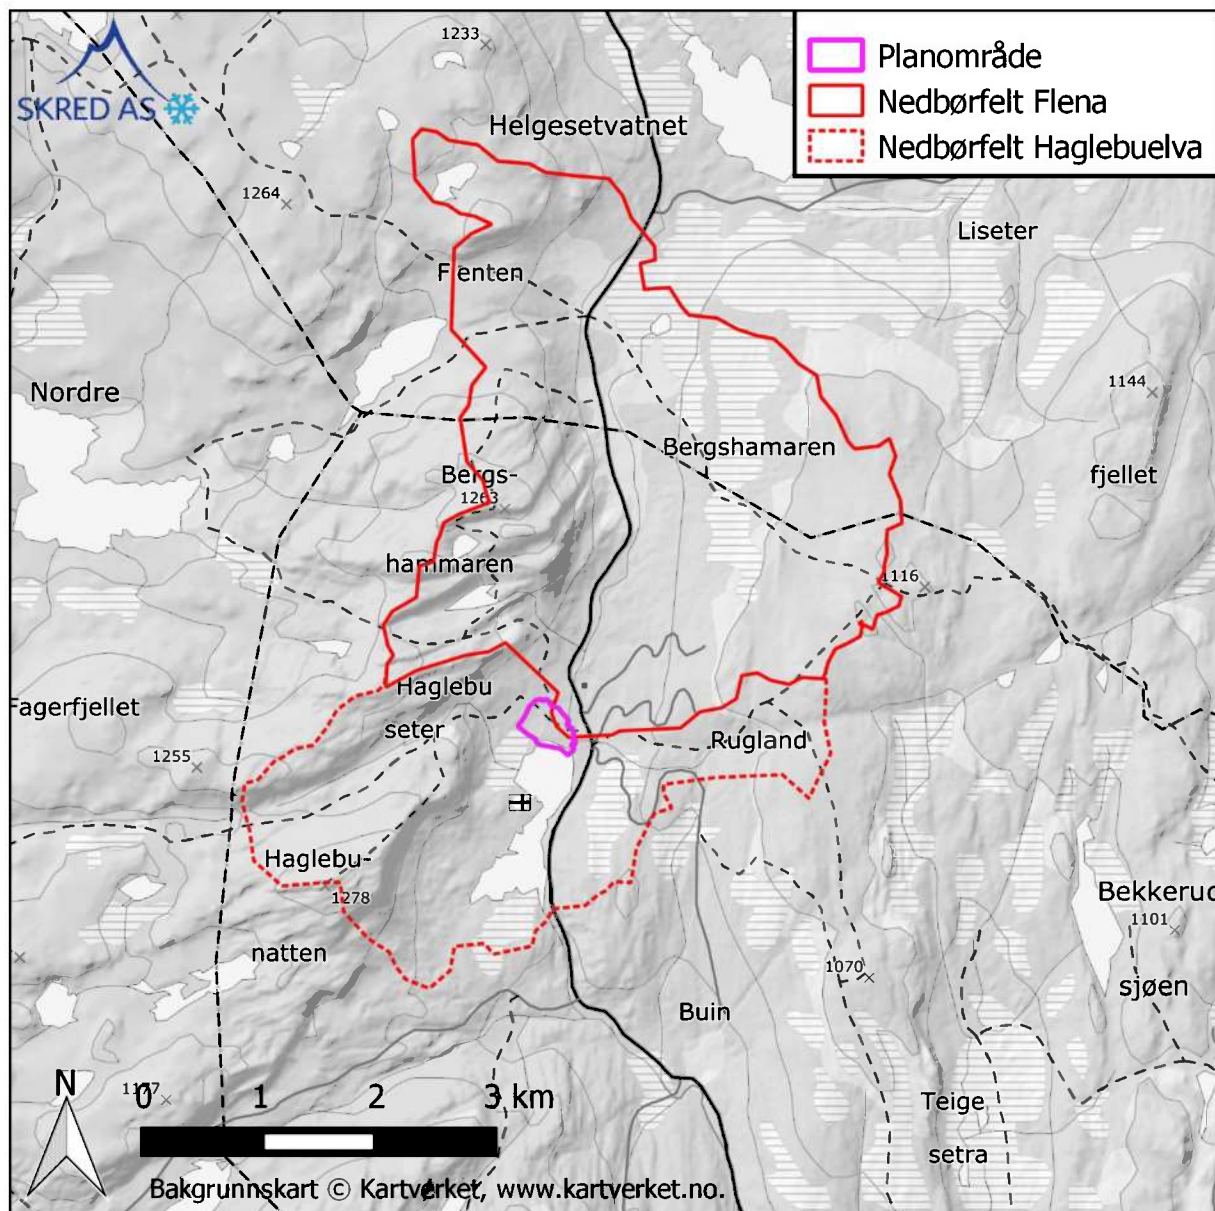 1233
SKRED AS
Planområde
Nedbørfelt Flena
Nedbørfelt Haglebuelva
Helgesetvatnet
1264
Liseter
Flenten
Nordre
1144
Bergshamaren
Bergs-
fjellet
1263
hammaren
1116
Haglebu
Fagerfjellet
seter
Rugland
1255
Haglebu-
1278
Bekkerud
1101
natten
1070
sjøen
Buin
N
1177
0 1 2 3 km
Teige
setra
Bakgrunnskart © Kartverket, www.kartverket.no.